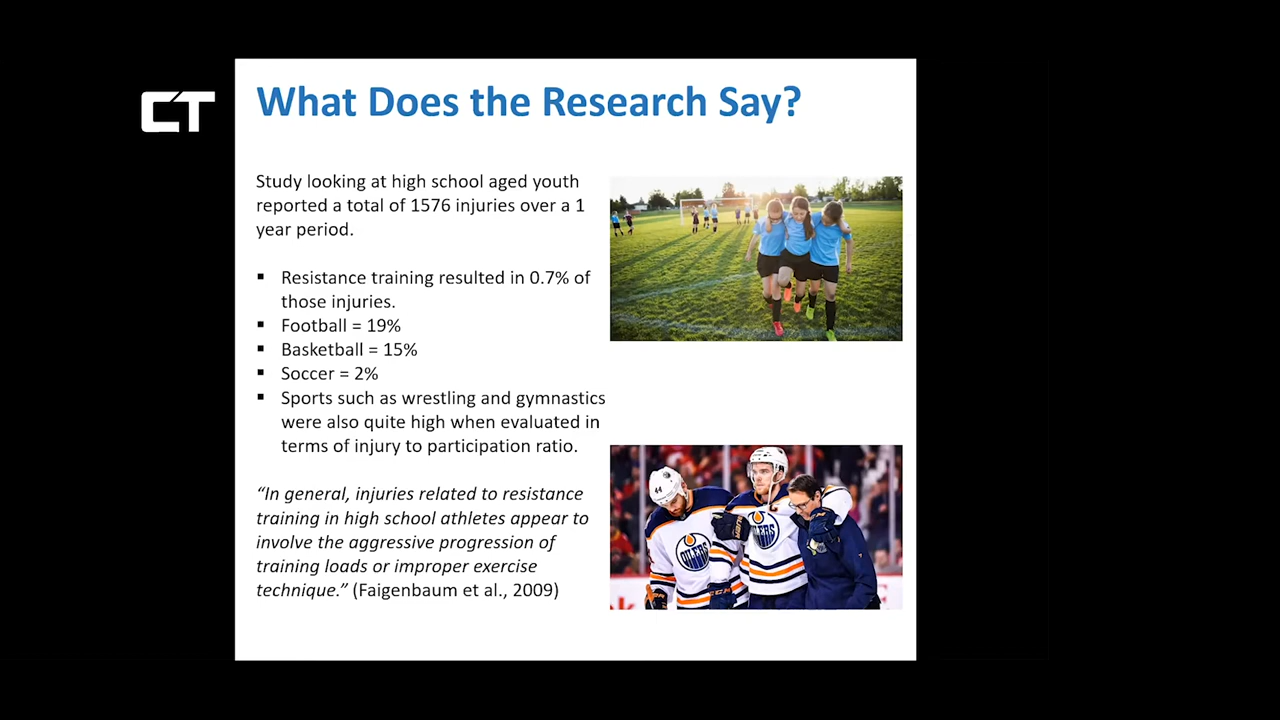 CT
What Does the Research Say?
Study looking at high school aged youth
reported a total of 1576 injuries over a 1
year period.
▪ Resistance training resulted in 0.7% of
those injuries.
▪ Football = 19%
▪ Basketball = 15%
▪ Soccer = 2%
▪ Sports such as wrestling and gymnastics
were also quite high when evaluated in
terms of injury to participation ratio.
“In general, injuries related to resistance
training in high school athletes appear to
involve the aggressive progression of
training loads or improper exercise
technique.” (Faigenbaum et al., 2009)
44
C
OILERS
OILERS
CCM